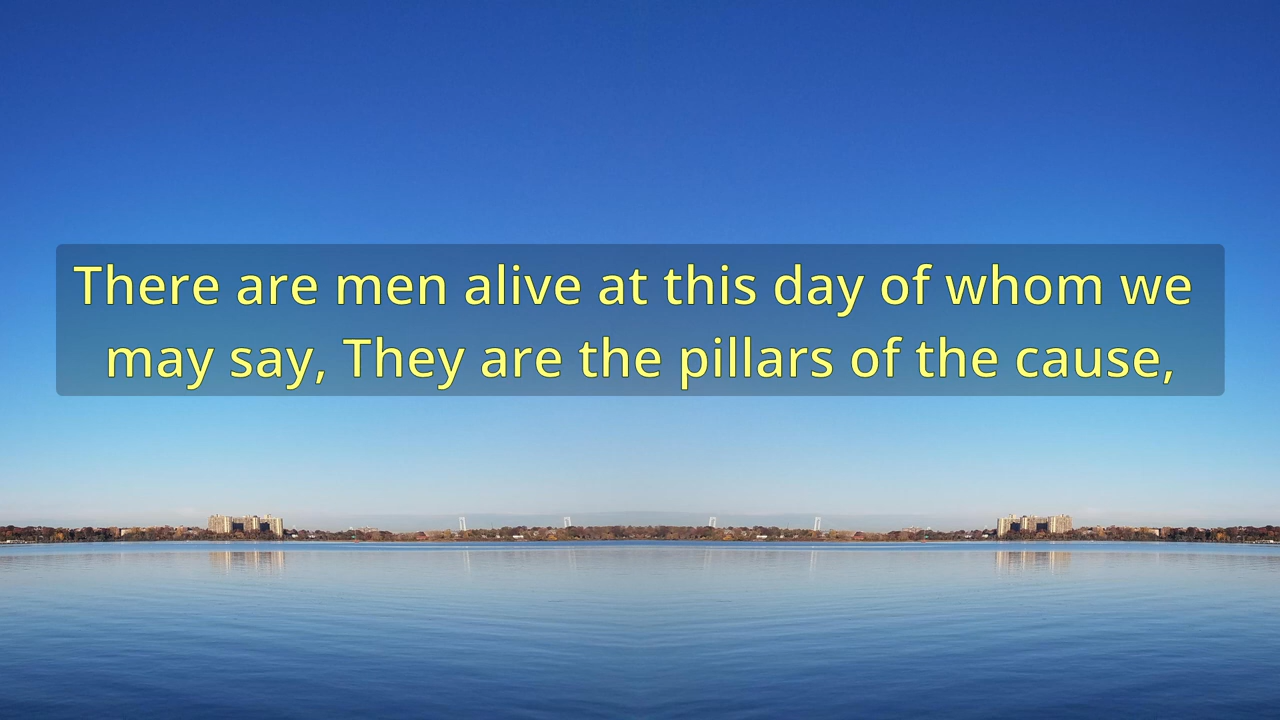 There are men alive at this day of whom we
may say, They are the pillars of the cause,